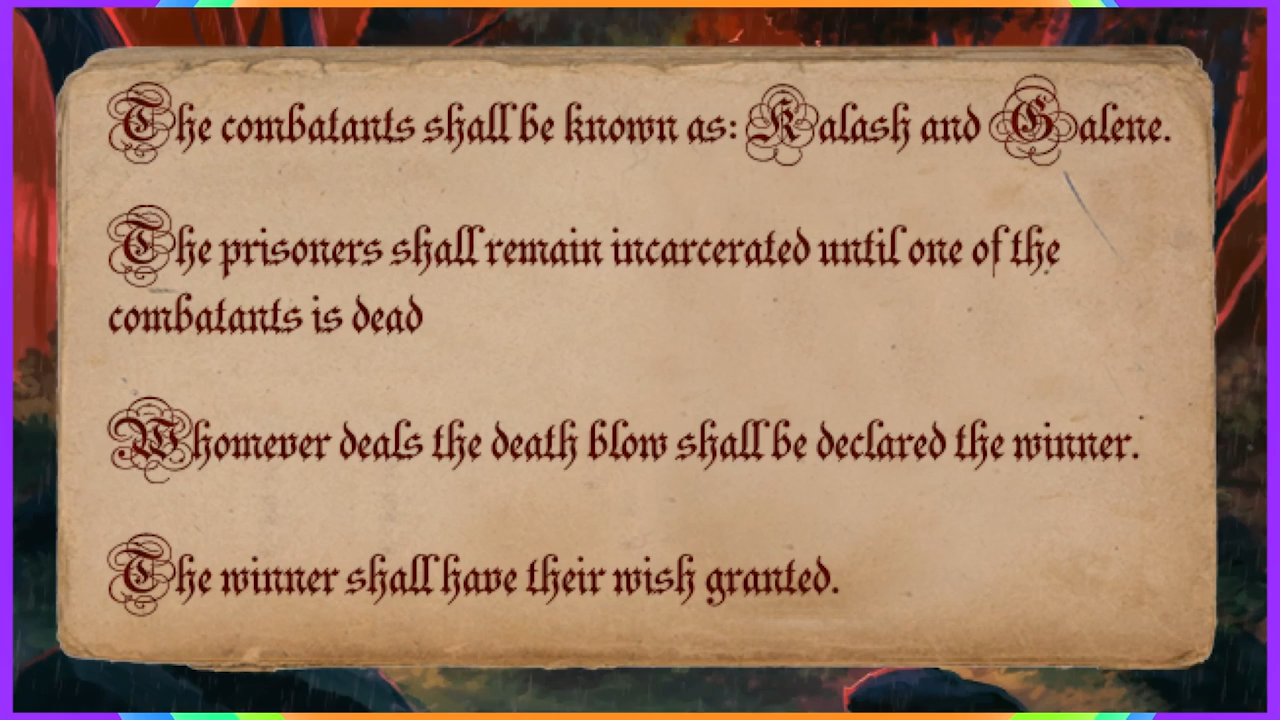 The combatants shall be known as: Kalash and Galene.
The prisoners shall remain incarcerated until one of the
combatants is dead
Whomever deals the death blow shall be declared the winner.
The winner shall have their wish granted.